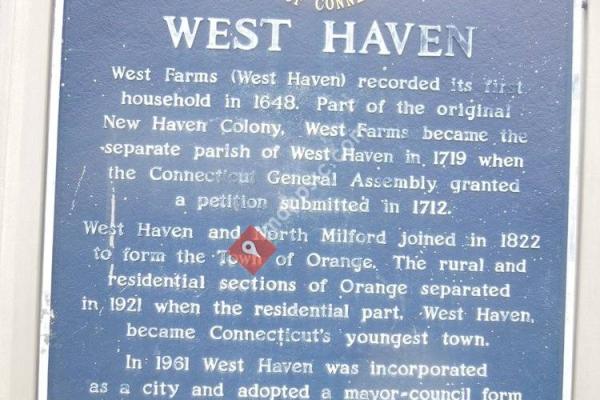 CONNE
WEST HAVEN
West Farms (West Haven) recorded its first
household in 1648. Part of the original
New Haven Colony, West Farms became the
separate parish of West Haven in 1719 when
the Connecticut General Assembly granted
a petition submitted in 1712.
West Haven and North Milford joined in 1822
to form the Town of Orange. The rural and
residential sections of Orange separated
in 1921 when the residential part, West Haven,
became Connecticut's youngest town.
In 1961 West Haven was incorporated
as a city and adopted a mayor-council form